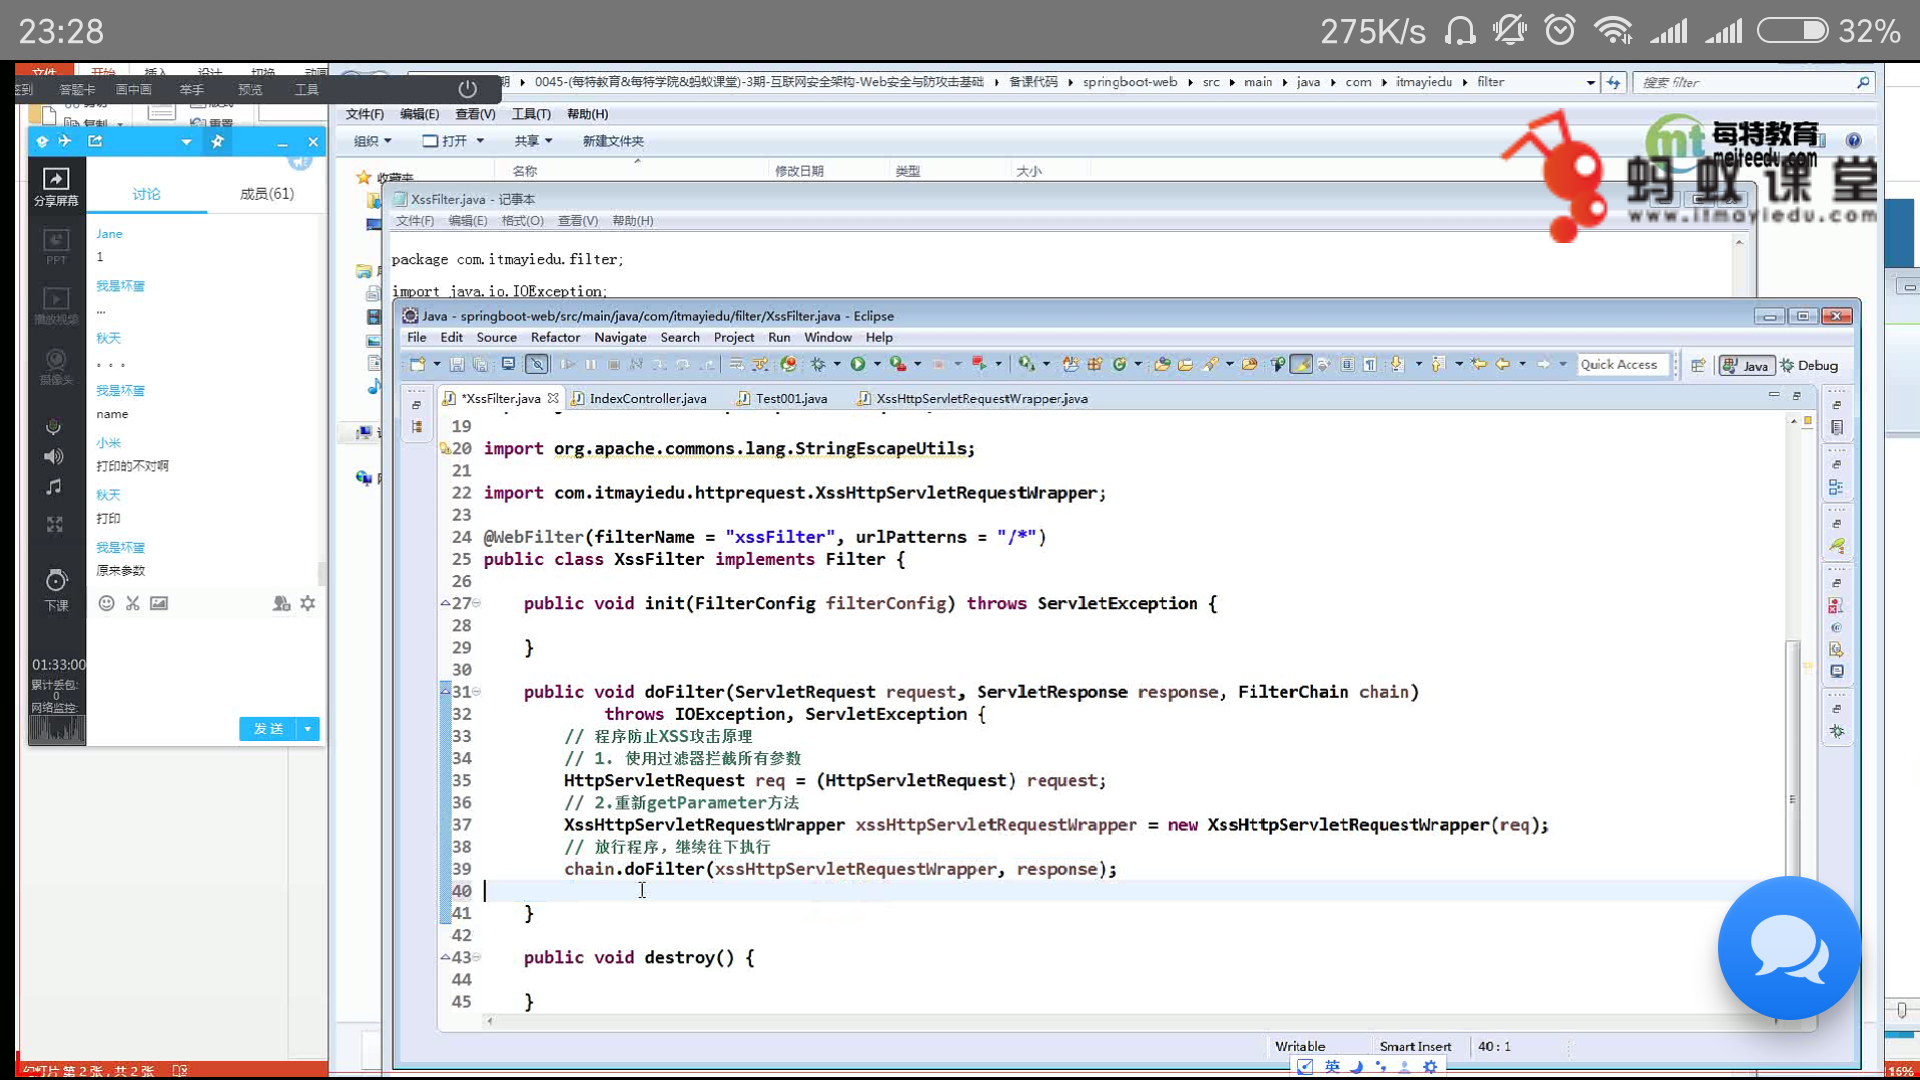 23:28
275K/s
32%
文件 开始 插入 设计 切换 动画
签到 答题卡 画中画 举手 预览 工具
0045-(每特教育&每特学院&蚂蚁课堂)-3期-互联网安全架构-Web安全与防攻击基础 备课代码 springboot-web src main java com itmayiedu filter
搜索 filter
文件(F) 编辑(E) 查看(V) 工具(T) 帮助(H)
组织 打开 共享 新建文件夹
收藏夹 名称 修改日期 类型 大小
mt 每特教育
meiteedu.com
蚂蚁课堂
www.itmayiedu.com
分享屏幕
PPT
播放视频
摄像头
下课
01:33:00
累计丢包:
0
网络监控:
讨论 成员(61)
Jane
1
我是坏蛋
...
秋天
。。。
我是坏蛋
name
小米
打印的不对啊
秋天
打印
我是坏蛋
原来参数
发送
XssFilter.java - 记事本
文件(F) 编辑(E) 格式(O) 查看(V) 帮助(H)
package com.itmayiedu.filter;
import java.io.IOException;
Java - springboot-web/src/main/java/com/itmayiedu/filter/XssFilter.java - Eclipse
File Edit Source Refactor Navigate Search Project Run Window Help
Quick Access Java Debug
*XssFilter.java IndexController.java Test001.java XssHttpServletRequestWrapper.java
19
20 import org.apache.commons.lang.StringEscapeUtils;
21
22 import com.itmayiedu.httprequest.XssHttpServletRequestWrapper;
23
24 @WebFilter(filterName = "xssFilter", urlPatterns = "/*")
25 public class XssFilter implements Filter {
26
27 public void init(FilterConfig filterConfig) throws ServletException {
28
29 }
30
31 public void doFilter(ServletRequest request, ServletResponse response, FilterChain chain)
32 throws IOException, ServletException {
33 // 程序防止XSS攻击原理
34 // 1. 使用过滤器拦截所有参数
35 HttpServletRequest req = (HttpServletRequest) request;
36 // 2.重新getParameter方法
37 XssHttpServletRequestWrapper xssHttpServletRequestWrapper = new XssHttpServletRequestWrapper(req);
38 // 放行程序，继续往下执行
39 chain.doFilter(xssHttpServletRequestWrapper, response);
40
41 }
42
43 public void destroy() {
44
45 }
Writable Smart Insert 40 : 1
英
幻灯片 第 2 张，共 2 张
16%